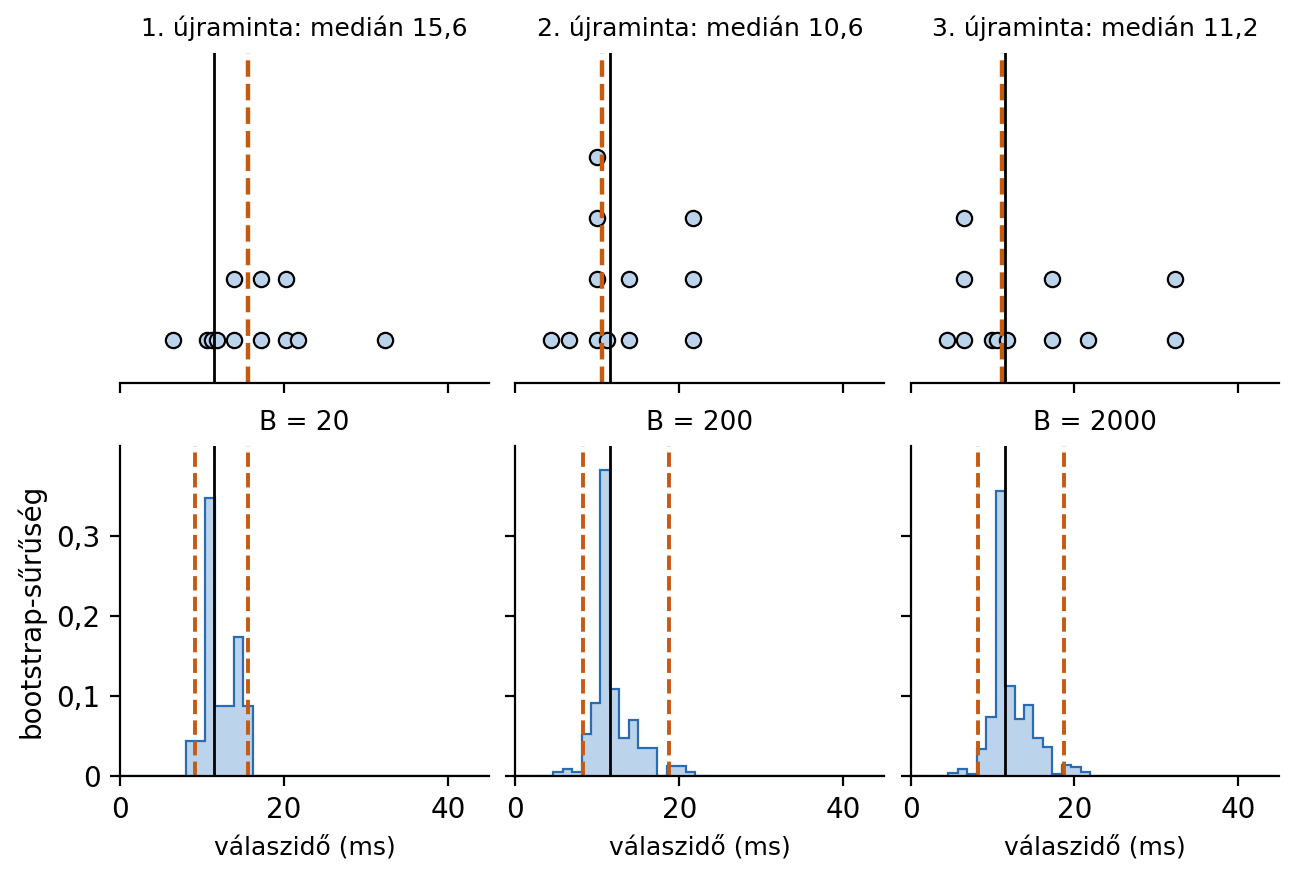 1. újraminta: medián 15,6
2. újraminta: medián 10,6
3. újraminta: medián 11,2
B = 20
B = 200
B = 2000
bootstrap-sűrűség
0,3
0,2
0,1
0
0 20 40
0 20 40
0 20 40
válaszidő (ms)
válaszidő (ms)
válaszidő (ms)